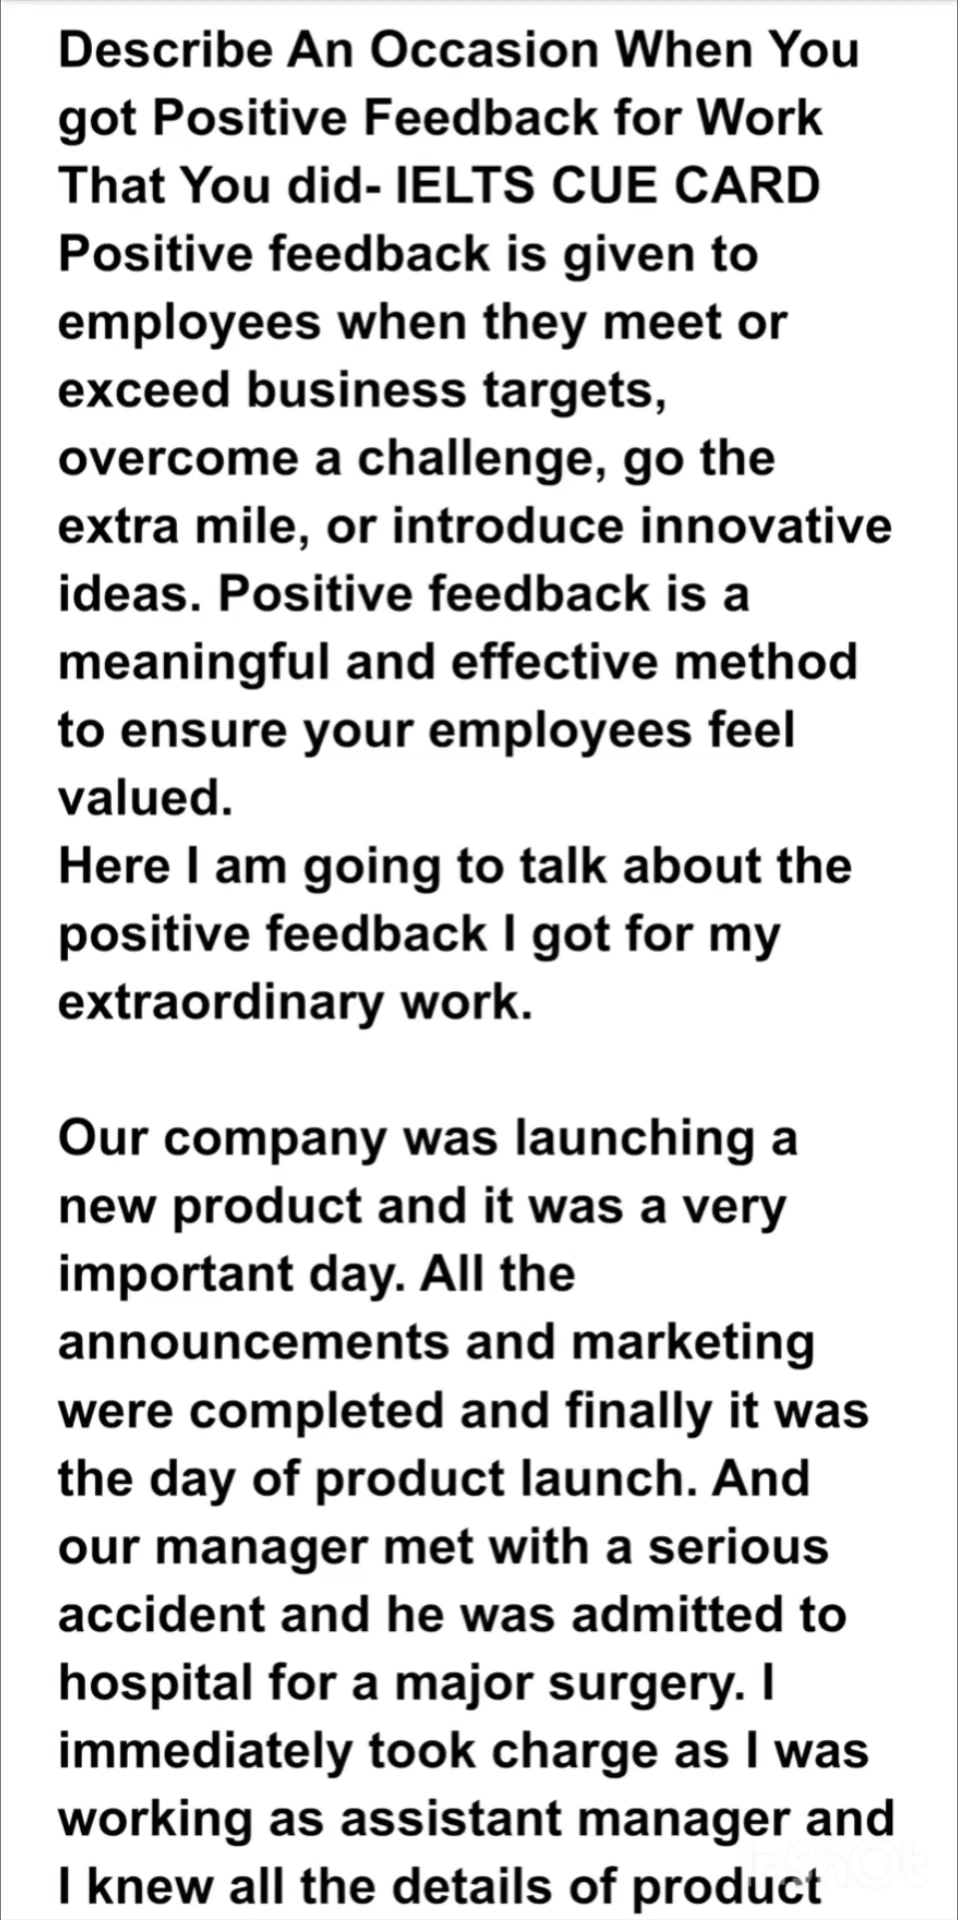 Describe An Occasion When You
got Positive Feedback for Work
That You did- IELTS CUE CARD
Positive feedback is given to
employees when they meet or
exceed business targets,
overcome a challenge, go the
extra mile, or introduce innovative
ideas. Positive feedback is a
meaningful and effective method
to ensure your employees feel
valued.
Here I am going to talk about the
positive feedback I got for my
extraordinary work.
Our company was launching a
new product and it was a very
important day. All the
announcements and marketing
were completed and finally it was
the day of product launch. And
our manager met with a serious
accident and he was admitted to
hospital for a major surgery. I
immediately took charge as I was
working as assistant manager and
I knew all the details of product
InShOt